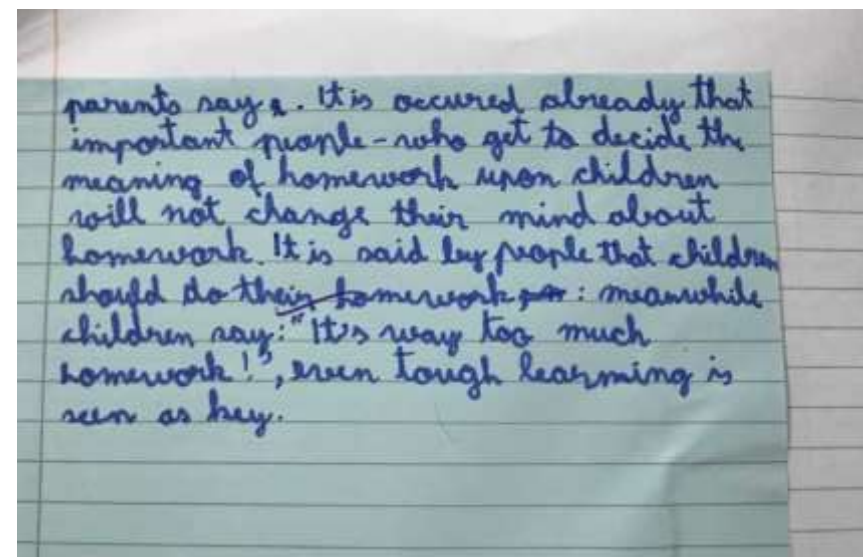 parents say. It is occured already that
important people - who get to decide the
meaning of homework upon children
will not change their mind about
homework. It is said by people that children
should do their homework : meanwhile
children say: "It's way too much
homework!", even tough learning is
seen as key.